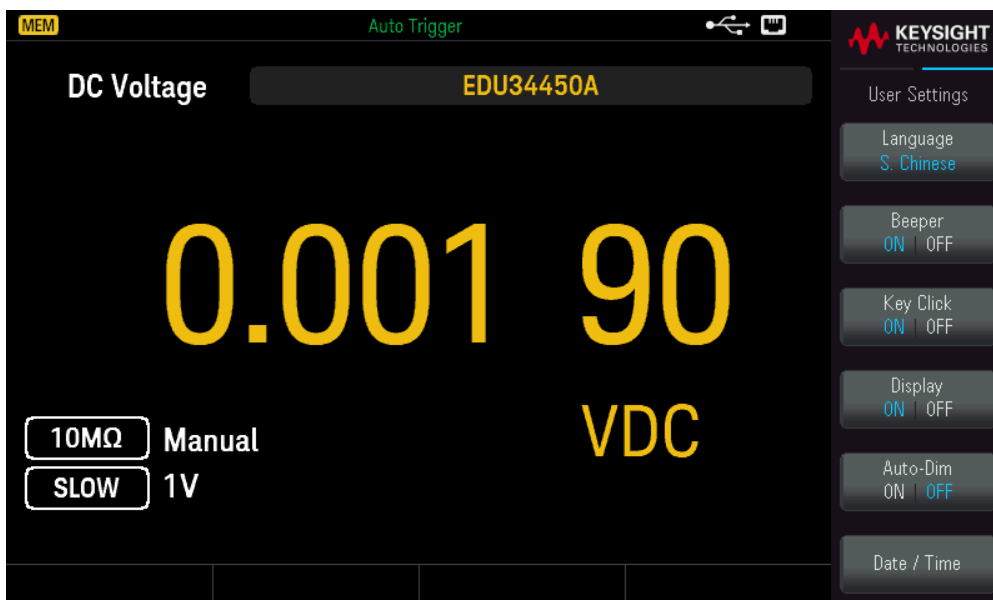 MEM
Auto Trigger
KEYSIGHT
TECHNOLOGIES
DC Voltage
EDU34450A
0.001 90
VDC
10MΩ Manual
SLOW 1V
User Settings
Language
S. Chinese
Beeper
ON | OFF
Key Click
ON | OFF
Display
ON | OFF
Auto-Dim
ON | OFF
Date / Time